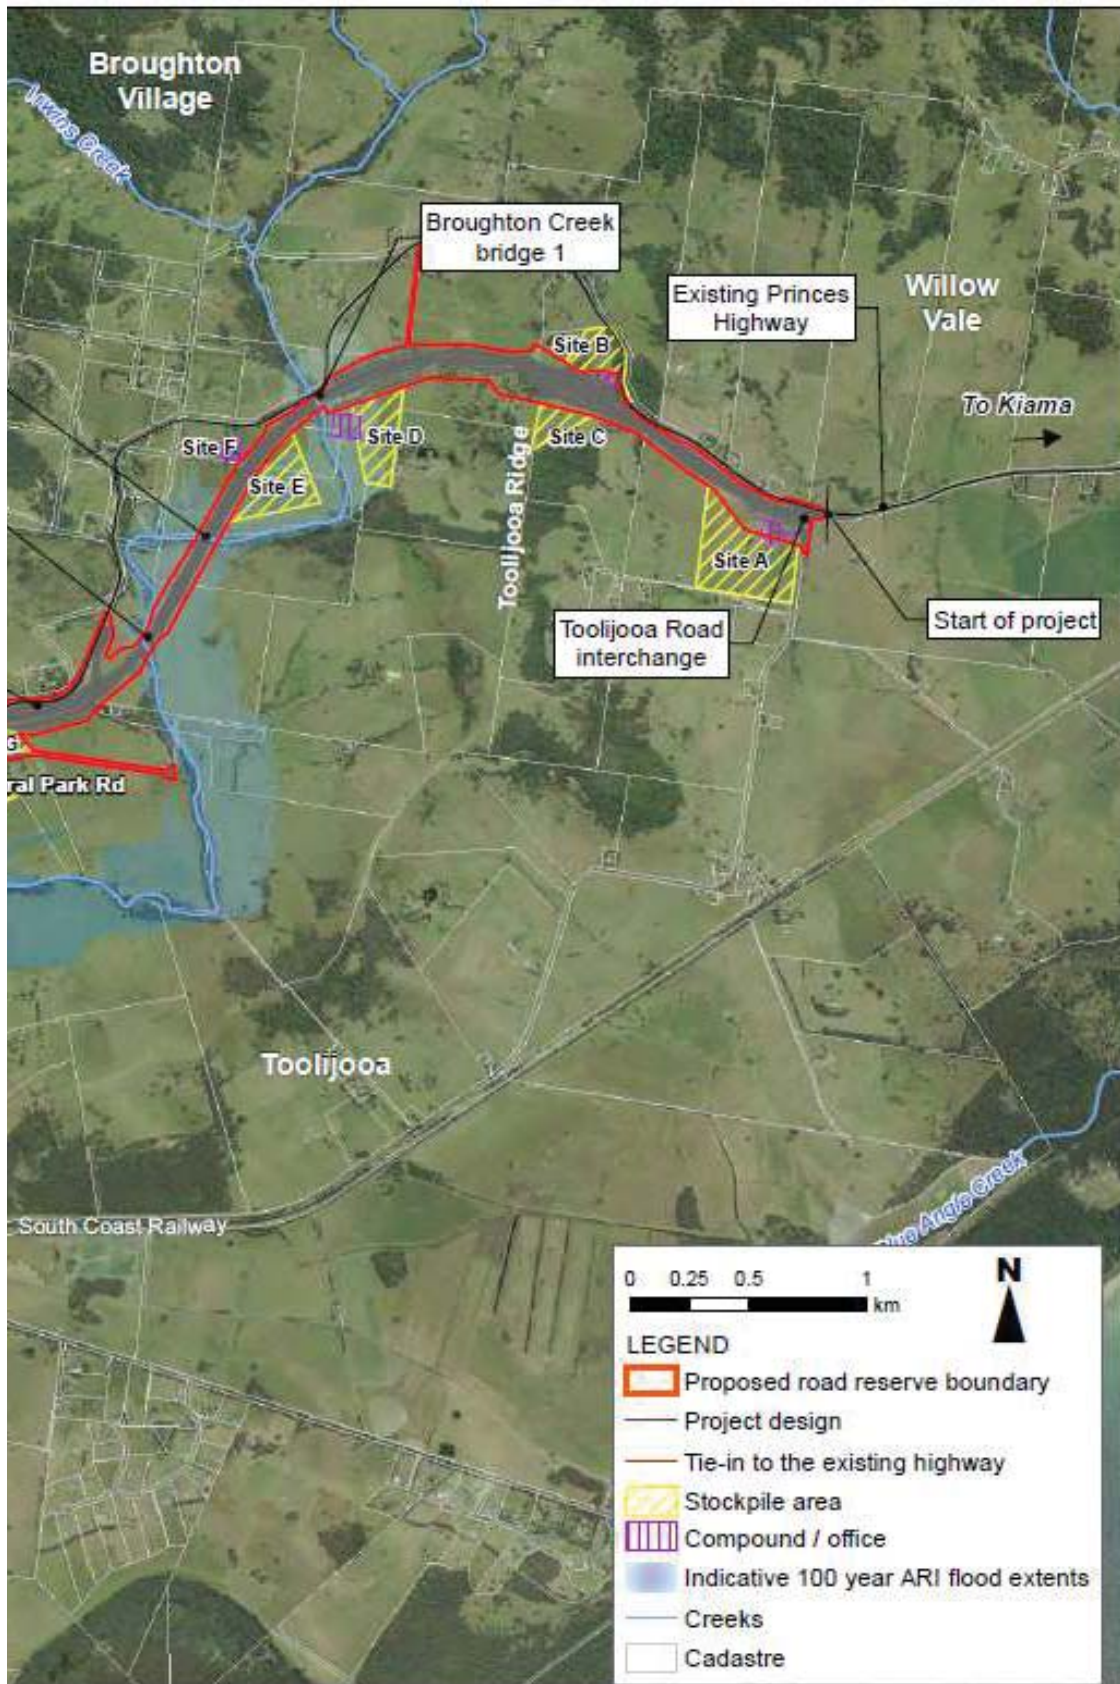 Broughton
Village
Irwins Creek
Broughton Creek
bridge 1
Existing Princes
Highway
Willow
Vale
Site B
To Kiama
Site F
Site D
Site C
Site E
Toolijooa Ridge
Site A
Start of project
Toolijooa Road
interchange
G
ral Park Rd
Toolijooa
South Coast Railway
Angle Creek
N
0 0.25 0.5 1
km
LEGEND
Proposed road reserve boundary
Project design
Tie-in to the existing highway
Stockpile area
Compound / office
Indicative 100 year ARI flood extents
Creeks
Cadastre